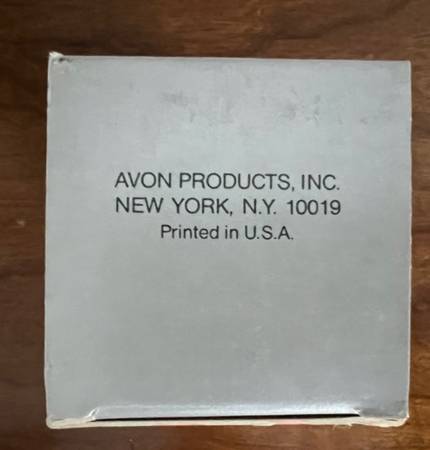 AVON PRODUCTS, INC.
NEW YORK, N.Y. 10019
Printed in U.S.A.